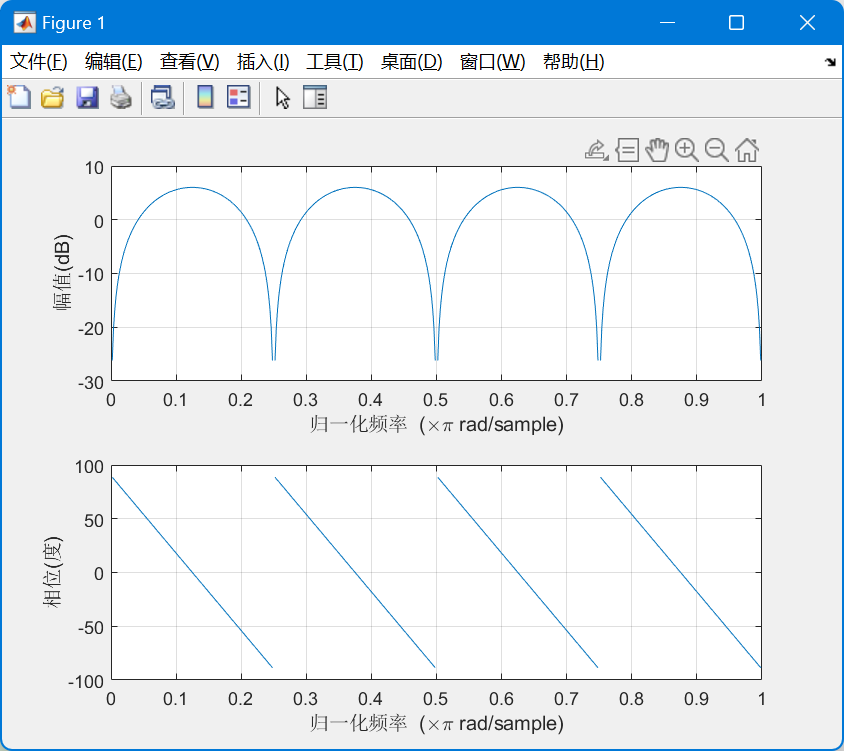 Figure 1
文件(F) 编辑(E) 查看(V) 插入(I) 工具(T) 桌面(D) 窗口(W) 帮助(H)
10
0
-10
-20
-30
幅值(dB)
0 0.1 0.2 0.3 0.4 0.5 0.6 0.7 0.8 0.9 1
归一化频率 (×π rad/sample)
100
50
0
-50
-100
相位(度)
0 0.1 0.2 0.3 0.4 0.5 0.6 0.7 0.8 0.9 1
归一化频率 (×π rad/sample)